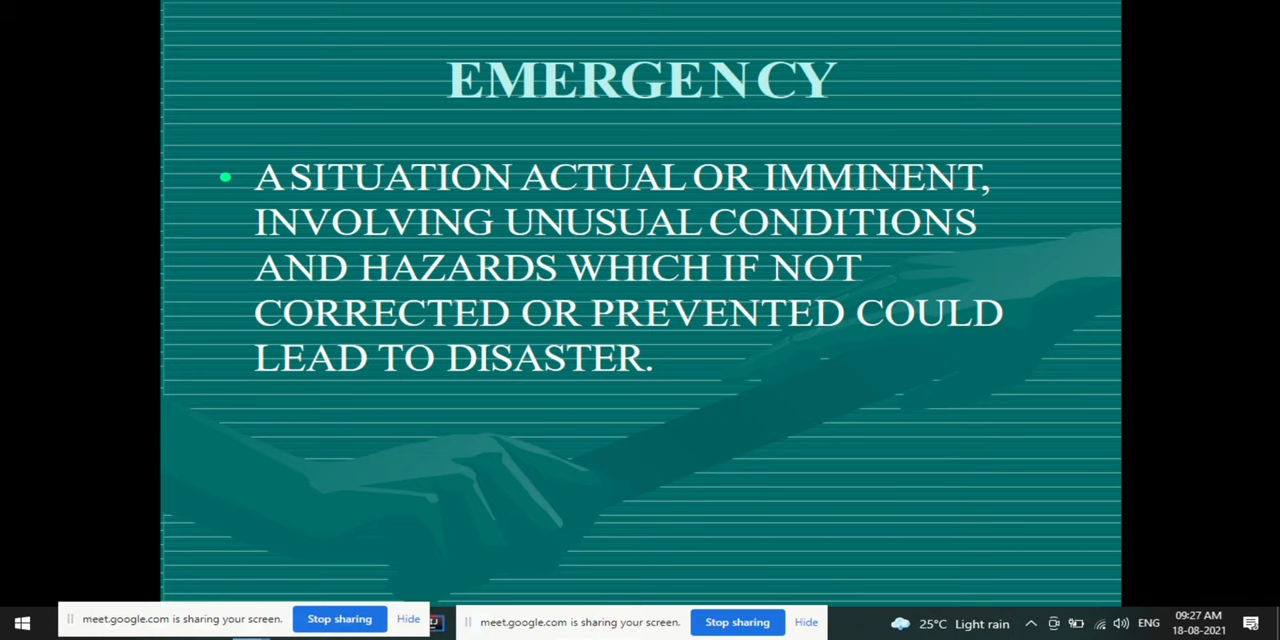 EMERGENCY
• A SITUATION ACTUAL OR IMMINENT,
INVOLVING UNUSUAL CONDITIONS
AND HAZARDS WHICH IF NOT
CORRECTED OR PREVENTED COULD
LEAD TO DISASTER.
meet.google.com is sharing your screen. Stop sharing Hide
meet.google.com is sharing your screen. Stop sharing Hide
25°C Light rain
ENG
09:27 AM
18-08-2021